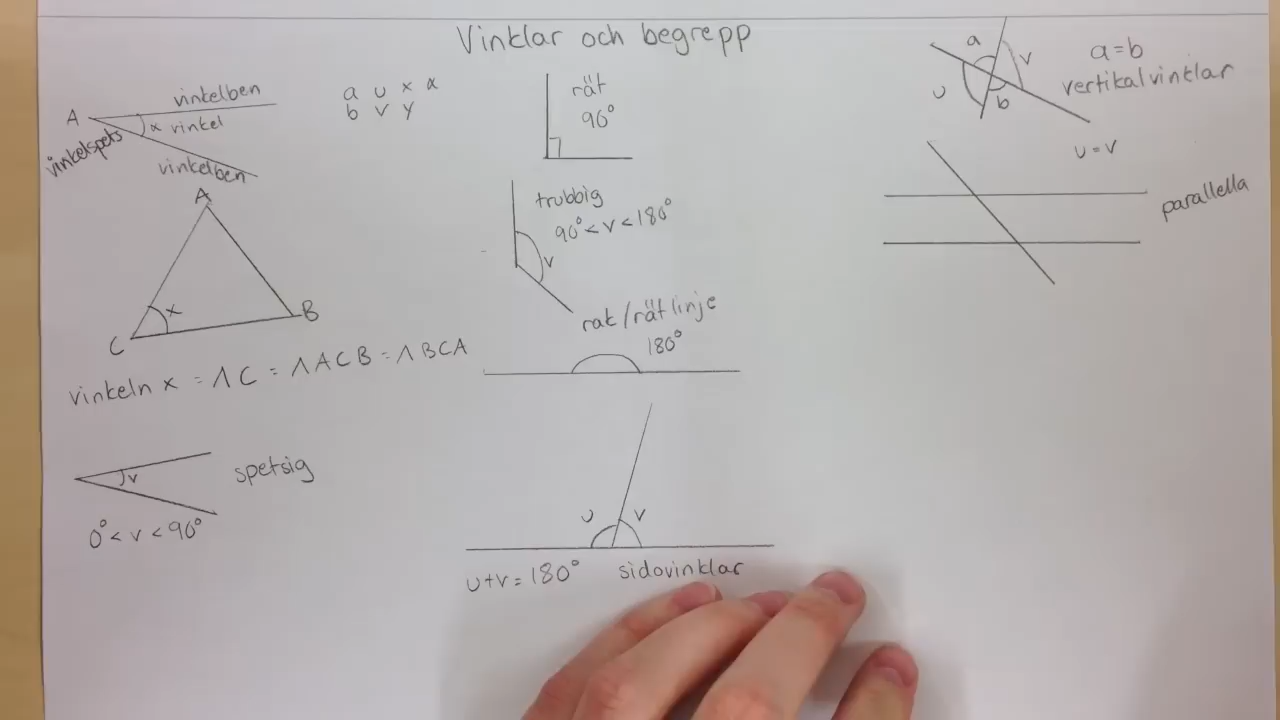 Vinklar och begrepp
A
vinkelben
α vinkel
vinkelspets
vinkelben
a u x α
b v y
A
x
B
C
vinkeln x = ∧C = ∧ACB = ∧BCA
v
spetsig
0° < v < 90°
rät
90°
trubbig
90° < v < 180°
v
rak/rät linje
180°
u v
u+v = 180° sidovinklar
a
v
u
b
a = b
vertikalvinklar
u = v
parallella